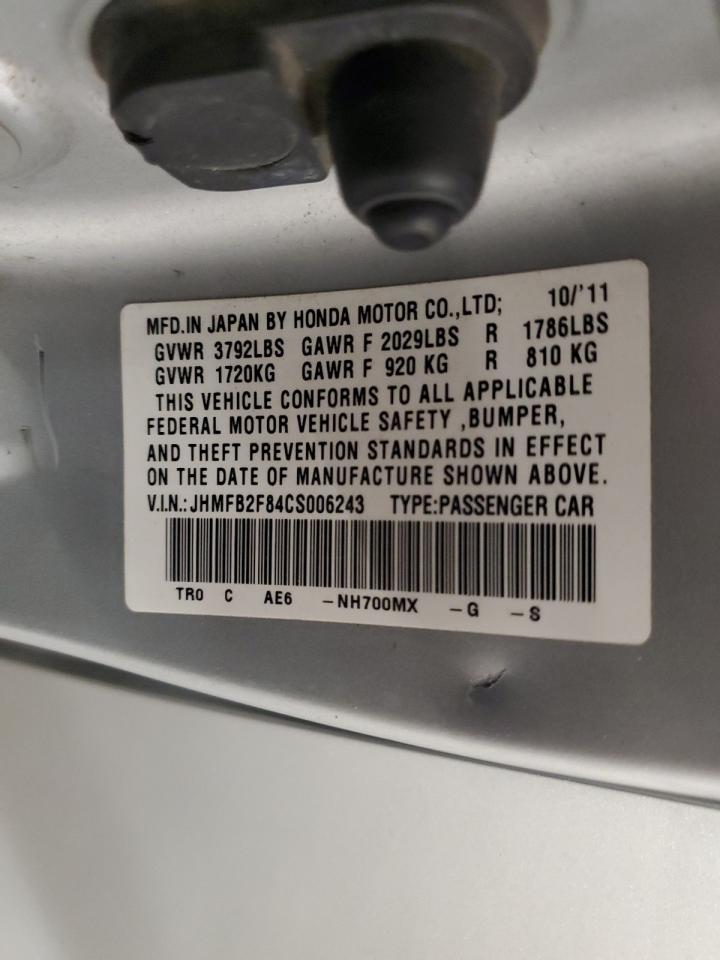 MFD.IN JAPAN BY HONDA MOTOR CO.,LTD; 10/'11
GVWR 3792LBS GAWR F 2029LBS R 1786LBS
GVWR 1720KG GAWR F 920 KG R 810 KG
THIS VEHICLE CONFORMS TO ALL APPLICABLE
FEDERAL MOTOR VEHICLE SAFETY ,BUMPER,
AND THEFT PREVENTION STANDARDS IN EFFECT
ON THE DATE OF MANUFACTURE SHOWN ABOVE.
V.I.N.: JHMFB2F84CS006243 TYPE:PASSENGER CAR
TR0 C AE6 -NH700MX -G -S